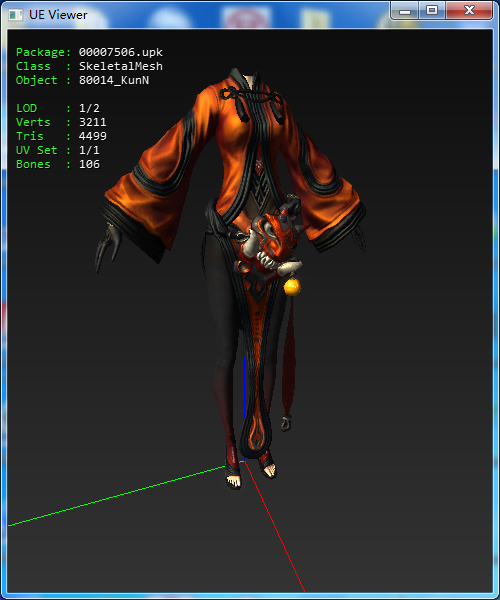 UE Viewer
Package: 00007506.upk
Class  : SkeletalMesh
Object : 80014_KunN
LOD    : 1/2
Verts  : 3211
Tris   : 4499
UV Set : 1/1
Bones  : 106